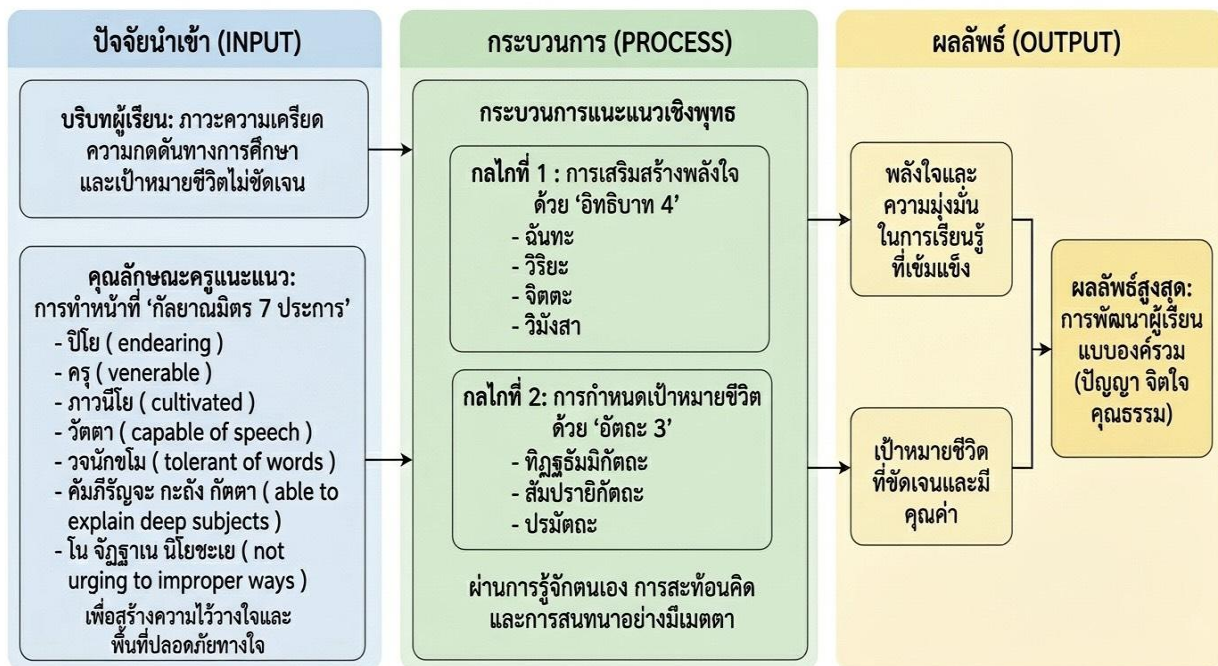 ปัจจัยนำเข้า (INPUT)
บริบทผู้เรียน: ภาวะความเครียด
ความกดดันทางการศึกษา
และเป้าหมายชีวิตไม่ชัดเจน
คุณลักษณะครูแนะแนว:
การทำหน้าที่ ‘กัลยาณมิตร 7 ประการ’
- ปิโย ( endearing )
- ครุ ( venerable )
- ภาวนีโย ( cultivated )
- วัตตา ( capable of speech )
- วจนักขโม ( tolerant of words )
- คัมภีรัญจะ กะถัง กัตตา ( able to
explain deep subjects )
- โน จัฏฐาเน นิโยชะเย ( not
urging to improper ways )
เพื่อสร้างความไว้วางใจและ
พื้นที่ปลอดภัยทางใจ
กระบวนการ (PROCESS)
กระบวนการแนะแนวเชิงพุทธ
กลไกที่ 1 : การเสริมสร้างพลังใจ
ด้วย ‘อิทธิบาท 4’
- ฉันทะ
- วิริยะ
- จิตตะ
- วิมังสา
กลไกที่ 2: การกำหนดเป้าหมายชีวิต
ด้วย ‘อัตถะ 3’
- ทิฏฐธัมมิกัตถะ
- สัมปรายิกัตถะ
- ปรมัตถะ
ผ่านการรู้จักตนเอง การสะท้อนคิด
และการสนทนาอย่างมีเมตตา
ผลลัพธ์ (OUTPUT)
พลังใจและ
ความมุ่งมั่น
ในการเรียนรู้
ที่เข้มแข็ง
เป้าหมายชีวิต
ที่ชัดเจนและมี
คุณค่า
ผลลัพธ์สูงสุด:
การพัฒนาผู้เรียน
แบบองค์รวม
(ปัญญา จิตใจ
คุณธรรม)